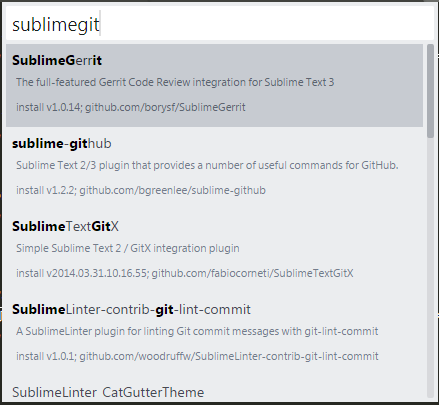 sublimegit
SublimeGerrit
The full-featured Gerrit Code Review integration for Sublime Text 3
install v1.0.14; github.com/borysf/SublimeGerrit
sublime-github
Sublime Text 2/3 plugin that provides a number of useful commands for GitHub.
install v1.2.2; github.com/bgreenlee/sublime-github
SublimeTextGitX
Simple Sublime Text 2 / GitX integration plugin
install v2014.03.31.10.16.55; github.com/fabiocorneti/SublimeTextGitX
SublimeLinter-contrib-git-lint-commit
A SublimeLinter plugin for linting Git commit messages with git-lint-commit
install v1.0.1; github.com/woodruffw/SublimeLinter-contrib-git-lint-commit
SublimeLinter CatGutterTheme